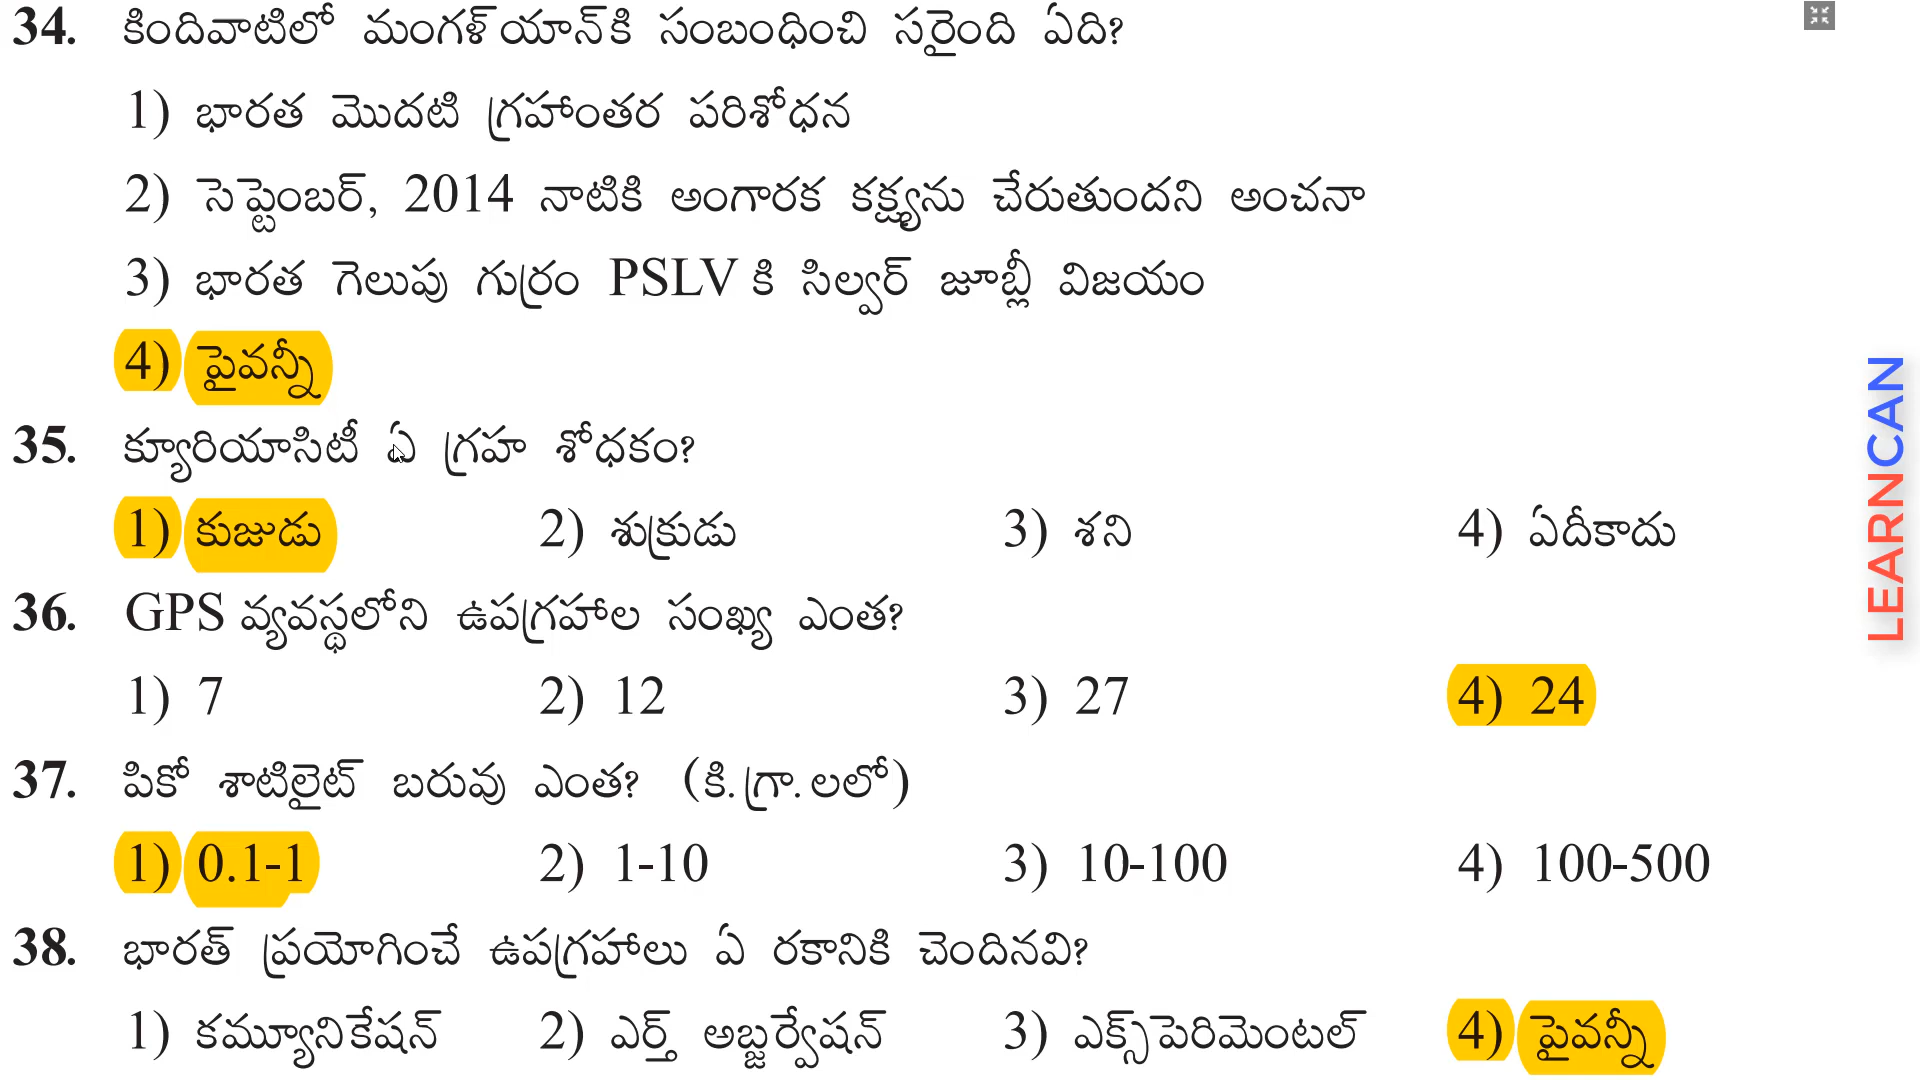 34. కిందివాటిలో మంగళ్‌యాన్‌కి సంబంధించి సరైంది ఏది?
1) భారత మొదటి గ్రహాంతర పరిశోధన
2) సెప్టెంబర్, 2014 నాటికి అంగారక కక్ష్యను చేరుతుందని అంచనా
3) భారత గెలుపు గుర్రం PSLV కి సిల్వర్ జూబ్లీ విజయం
4) పైవన్నీ
35. క్యూరియాసిటీ ఏ గ్రహ శోధకం?
1) కుజుడు 2) శుక్రుడు 3) శని 4) ఏదీకాదు
36. GPS వ్యవస్థలోని ఉపగ్రహాల సంఖ్య ఎంత?
1) 7 2) 12 3) 27 4) 24
37. పికో శాటిలైట్ బరువు ఎంత? (కి.గ్రా.లలో)
1) 0.1-1 2) 1-10 3) 10-100 4) 100-500
38. భారత్ ప్రయోగించే ఉపగ్రహాలు ఏ రకానికి చెందినవి?
1) కమ్యూనికేషన్ 2) ఎర్త్ అబ్జర్వేషన్ 3) ఎక్స్‌పెరిమెంటల్ 4) పైవన్నీ
LEARNCAN